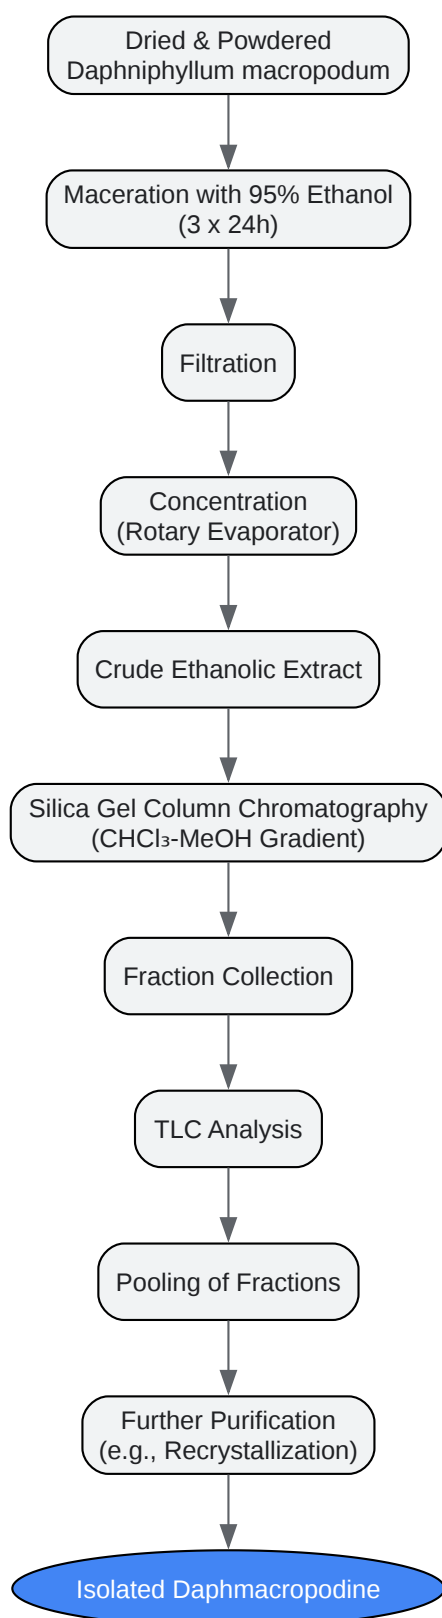 Dried & Powdered
Daphniphyllum macropodum
Maceration with 95% Ethanol
(3 x 24h)
Filtration
Concentration
(Rotary Evaporator)
Crude Ethanolic Extract
Silica Gel Column Chromatography
(CHCl₃-MeOH Gradient)
Fraction Collection
TLC Analysis
Pooling of Fractions
Further Purification
(e.g., Recrystallization)
Isolated Daphmacropodine